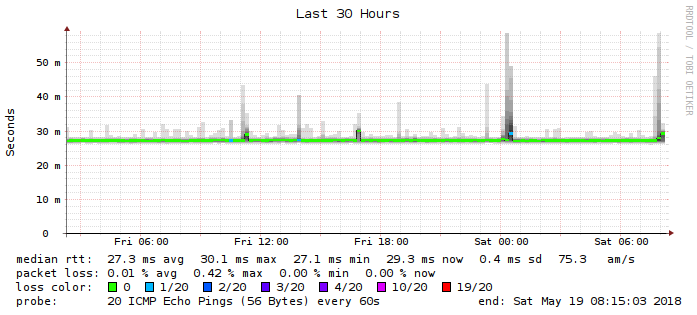 Last 30 Hours
RRDTOOL / TOBI OETIKER
Seconds
50 m
40 m
30 m
20 m
10 m
0
Fri 06:00 Fri 12:00 Fri 18:00 Sat 00:00 Sat 06:00
median rtt: 27.3 ms avg 30.1 ms max 27.1 ms min 29.3 ms now 0.4 ms sd 75.3 am/s
packet loss: 0.01 % avg 0.42 % max 0.00 % min 0.00 % now
loss color: 0 1/20 2/20 3/20 4/20 10/20 19/20
probe: 20 ICMP Echo Pings (56 Bytes) every 60s end: Sat May 19 08:15:03 2018